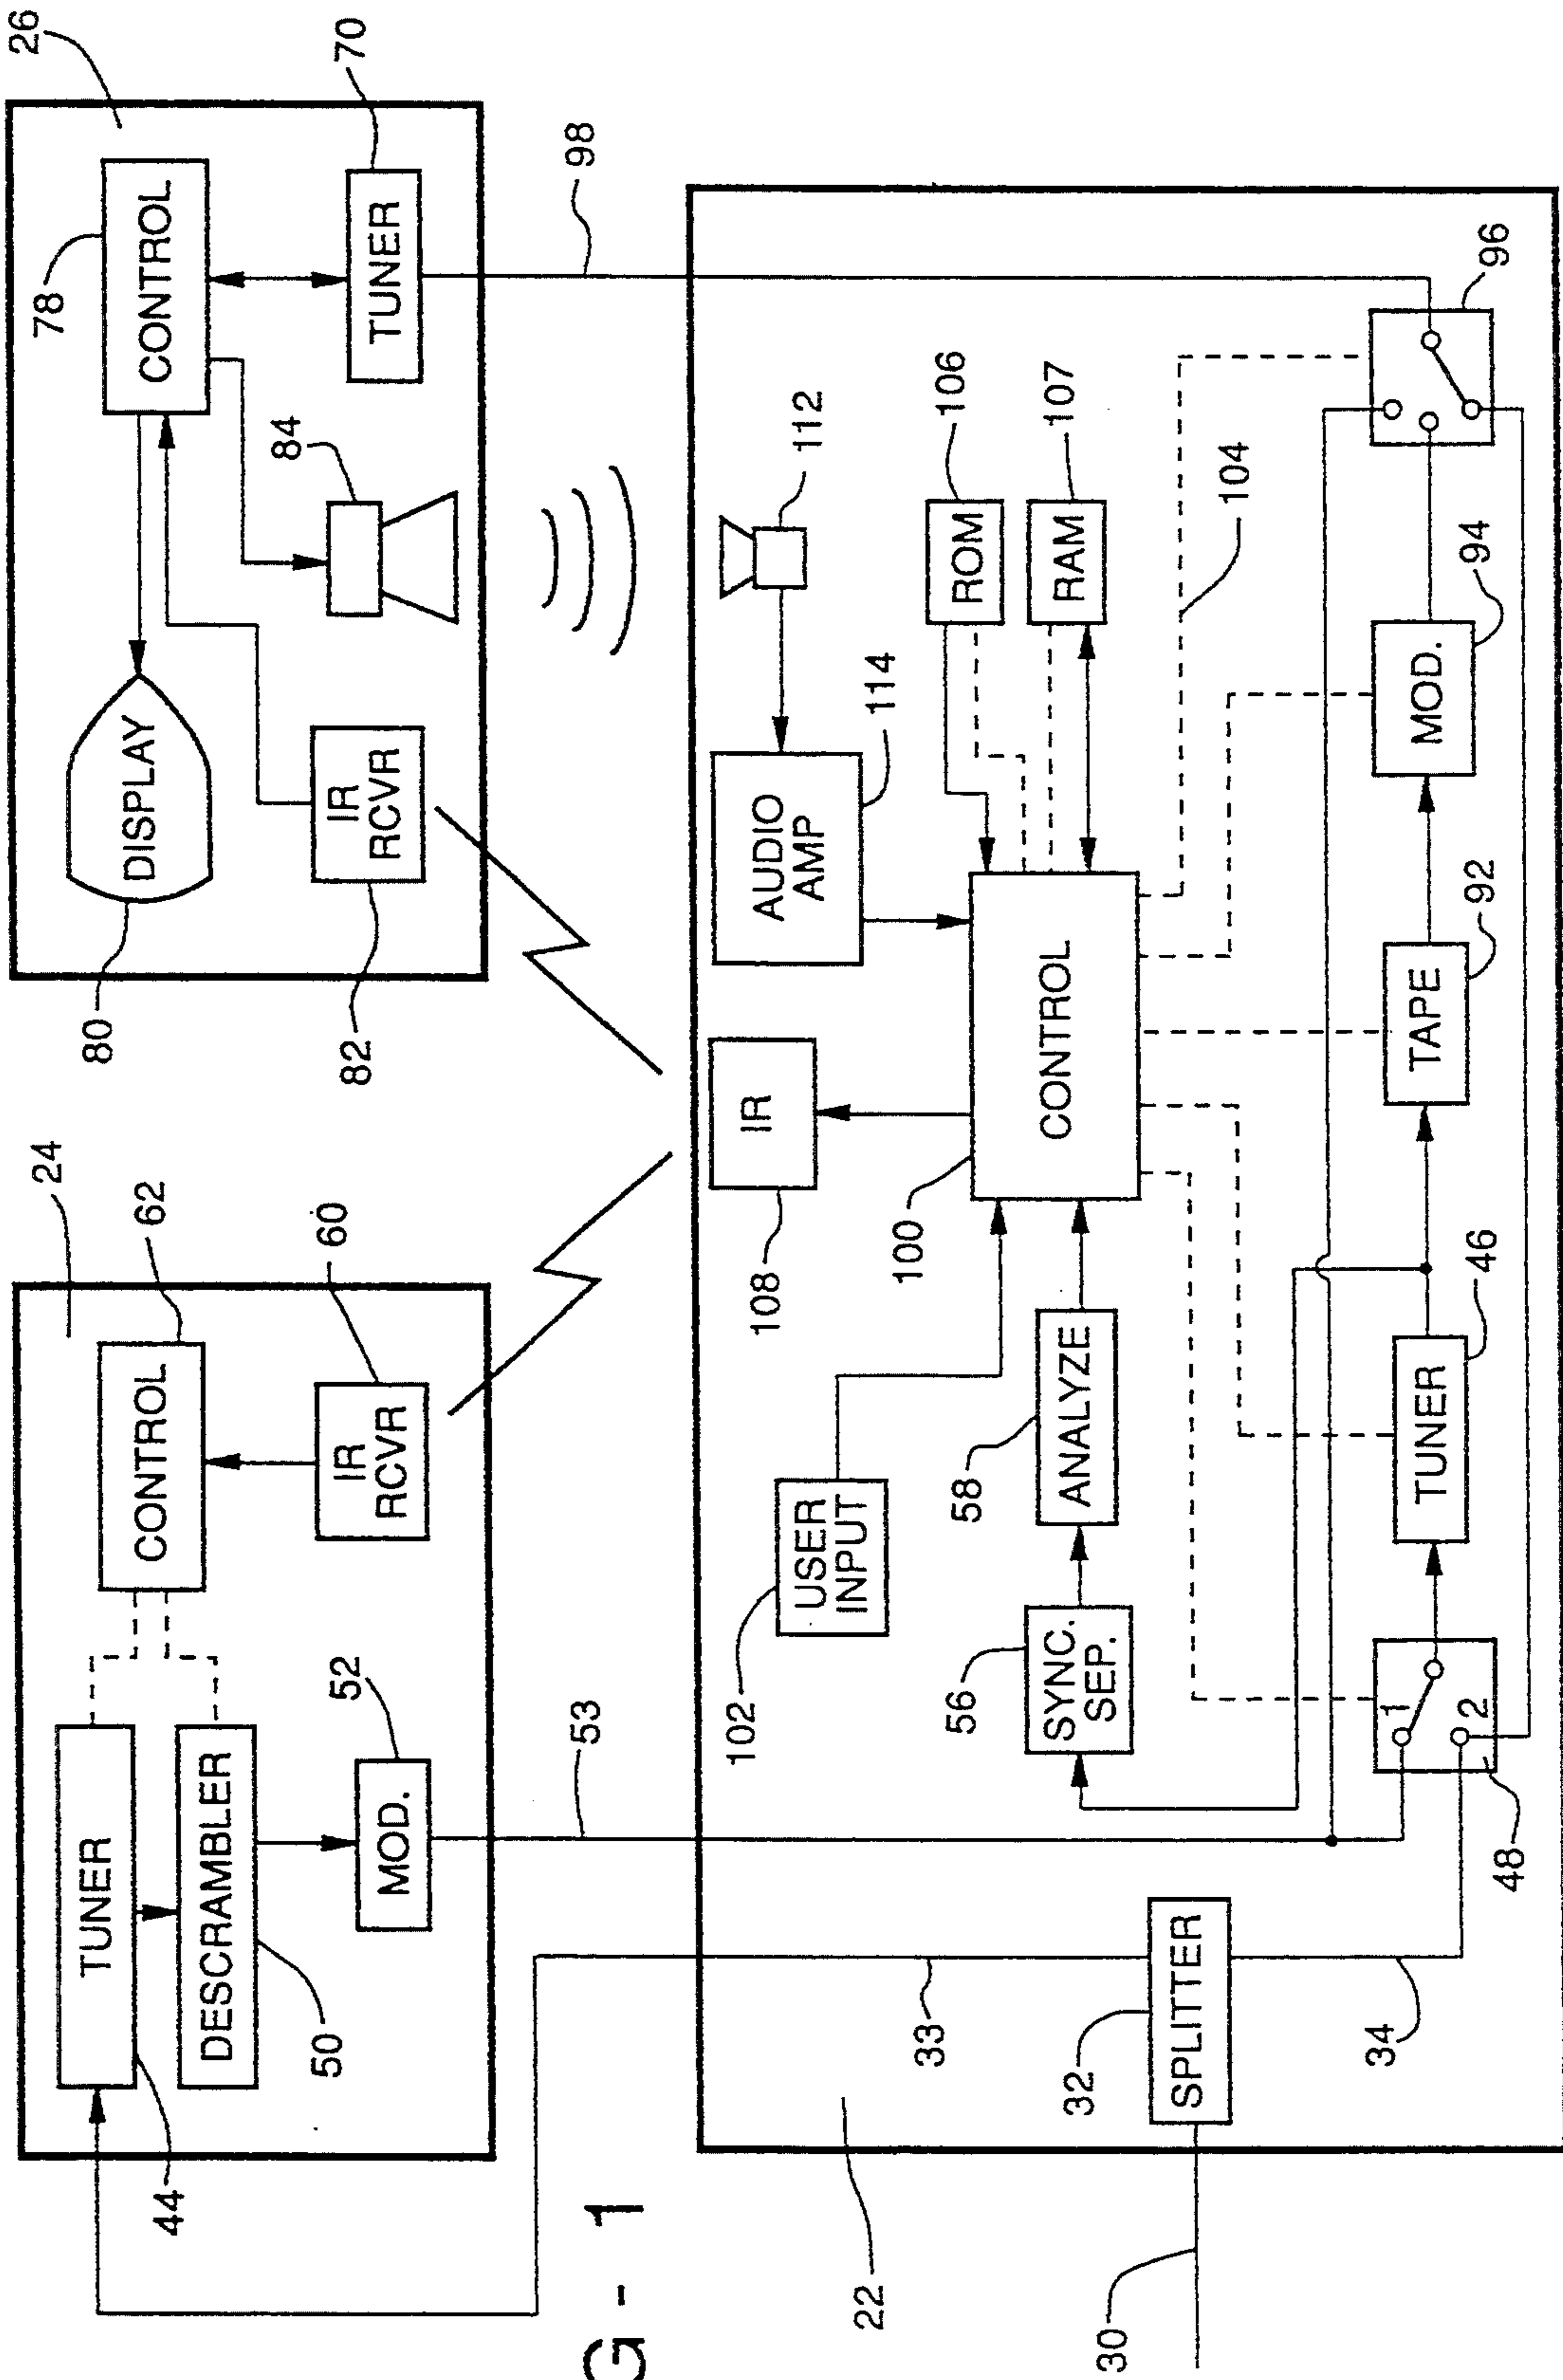 24
62
CONTROL
60
IR
RCVR
TUNER
44
DESCRAMBLER
50
52
MOD.
53
26
78
CONTROL
70
TUNER
80
DISPLAY
82
IR
RCVR
84
98
G - 1
22
30
32
SPLITTER
33
34
102
USER
INPUT
56
SYNC.
SEP.
58
ANALYZE
108
IR
100
CONTROL
AUDIO
AMP
114
112
ROM
106
RAM
107
104
48
1
2
TUNER
46
TAPE
92
MOD.
94
96